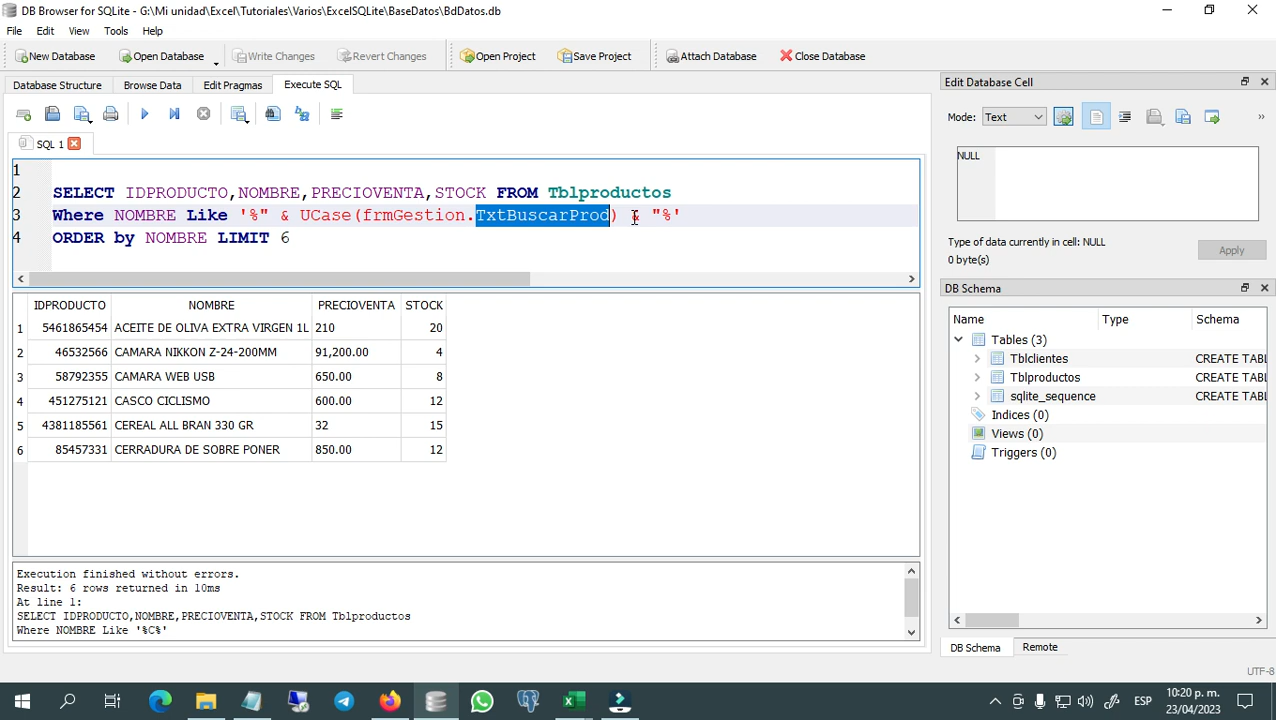 DB Browser for SQLite - G:\Mi unidad\Excel\Tutoriales\Varios\ExcelSQLite\BaseDatos\BdDatos.db
File Edit View Tools Help
New Database Open Database Write Changes Revert Changes Open Project Save Project Attach Database Close Database
Database Structure Browse Data Edit Pragmas Execute SQL
SQL 1
1
2 SELECT IDPRODUCTO,NOMBRE,PRECIOVENTA,STOCK FROM Tblproductos
3 Where NOMBRE Like '%" & UCase(frmGestion.TxtBuscarProd) & "%'
4 ORDER by NOMBRE LIMIT 6
IDPRODUCTO NOMBRE PRECIOVENTA STOCK
1 5461865454 ACEITE DE OLIVA EXTRA VIRGEN 1L 210 20
2 46532566 CAMARA NIKKON Z-24-200MM 91,200.00 4
3 58792355 CAMARA WEB USB 650.00 8
4 451275121 CASCO CICLISMO 600.00 12
5 4381185561 CEREAL ALL BRAN 330 GR 32 15
6 85457331 CERRADURA DE SOBRE PONER 850.00 12
Execution finished without errors.
Result: 6 rows returned in 10ms
At line 1:
SELECT IDPRODUCTO,NOMBRE,PRECIOVENTA,STOCK FROM Tblproductos
Where NOMBRE Like '%C%'
Edit Database Cell
Mode: Text
NULL
Type of data currently in cell: NULL
0 byte(s)
Apply
DB Schema
Name Type Schema
Tables (3)
Tblclientes CREATE TABL
Tblproductos CREATE TABL
sqlite_sequence CREATE TABL
Indices (0)
Views (0)
Triggers (0)
DB Schema Remote
UTF-8
ESP
10:20 p. m.
23/04/2023